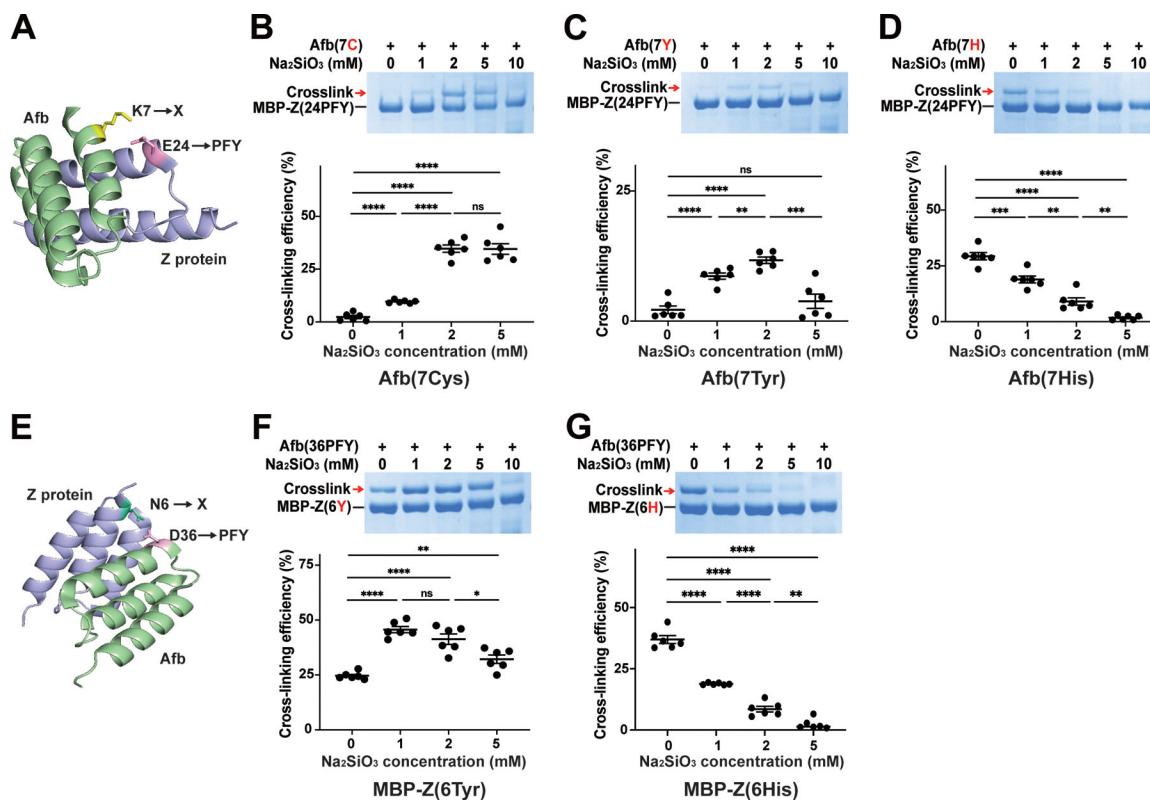 A
Afb
K7→X
E24→PFY
Z protein
B
Afb(7C) + + + + +
Na₂SiO₃ (mM) 0 1 2 5 10
Crosslink→
MBP-Z(24PFY)
Cross-linking efficiency (%)
50
25
0
****
****
**** **** ns
0 1 2 5
Na₂SiO₃ concentration (mM)
Afb(7Cys)
C
Afb(7Y) + + + + +
Na₂SiO₃ (mM) 0 1 2 5 10
Crosslink→
MBP-Z(24PFY)
Cross-linking efficiency (%)
25
0
ns
****
**** ** ***
0 1 2 5
Na₂SiO₃ concentration (mM)
Afb(7Tyr)
D
Afb(7H) + + + + +
Na₂SiO₃ (mM) 0 1 2 5 10
Crosslink→
MBP-Z(24PFY)
Cross-linking efficiency (%)
50
25
0
****
****
*** ** **
0 1 2 5
Na₂SiO₃ concentration (mM)
Afb(7His)
E
Z protein
N6 → X
D36→PFY
Afb
F
Afb(36PFY) + + + + +
Na₂SiO₃ (mM) 0 1 2 5 10
Crosslink→
MBP-Z(6Y)
Cross-linking efficiency (%)
75
50
25
0
**
****
**** ns *
0 1 2 5
Na₂SiO₃ concentration (mM)
MBP-Z(6Tyr)
G
Afb(36PFY) + + + + +
Na₂SiO₃ (mM) 0 1 2 5 10
Crosslink→
MBP-Z(6H)
Cross-linking efficiency (%)
50
25
0
****
****
**** **** **
0 1 2 5
Na₂SiO₃ concentration (mM)
MBP-Z(6His)